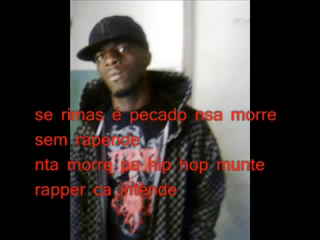 se rimas é pecado nsa morre
sem rapende
nta morre pa hip hop munte
rapper ca intende